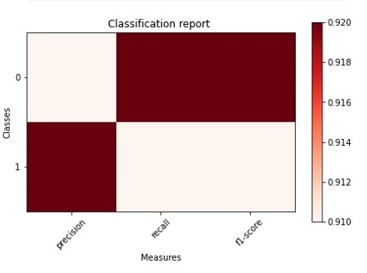 Classification report
0
1
Classes
precision
recall
f1-score
Measures
0.920
0.918
0.916
0.914
0.912
0.910